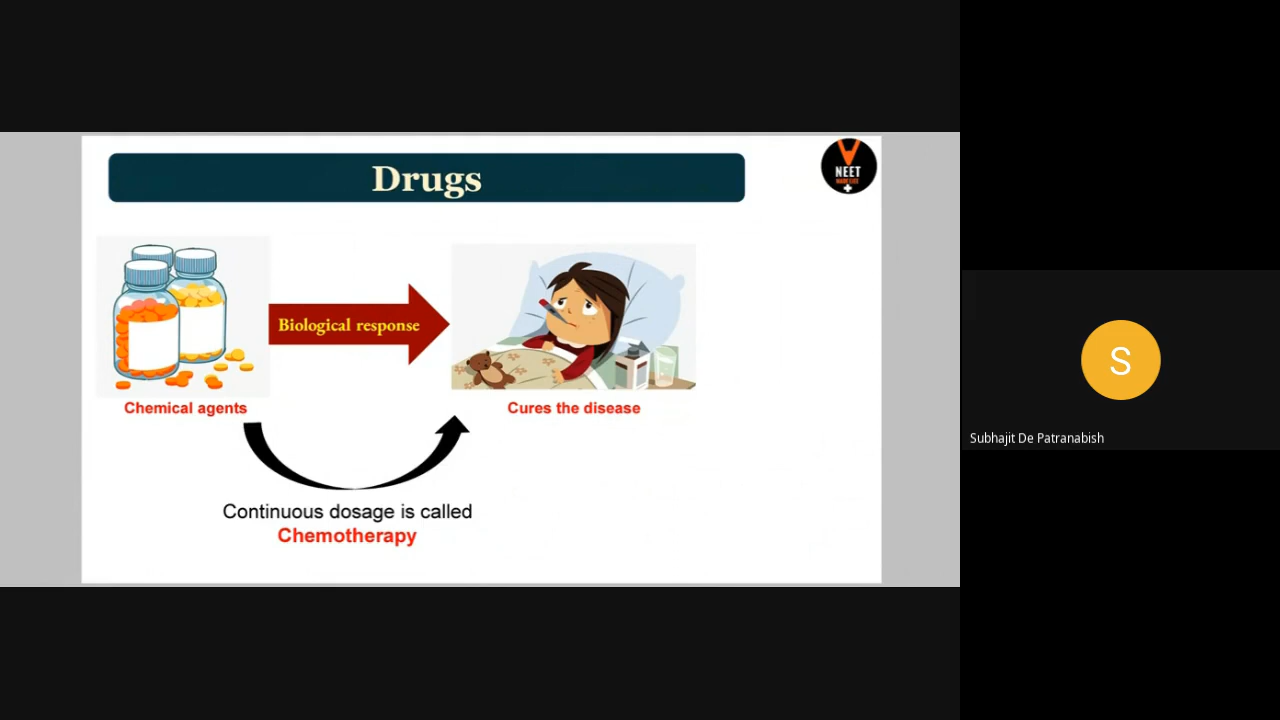 Drugs
NEET
Biological response
Chemical agents
Cures the disease
Continuous dosage is called
Chemotherapy
S
Subhajit De Patranabish